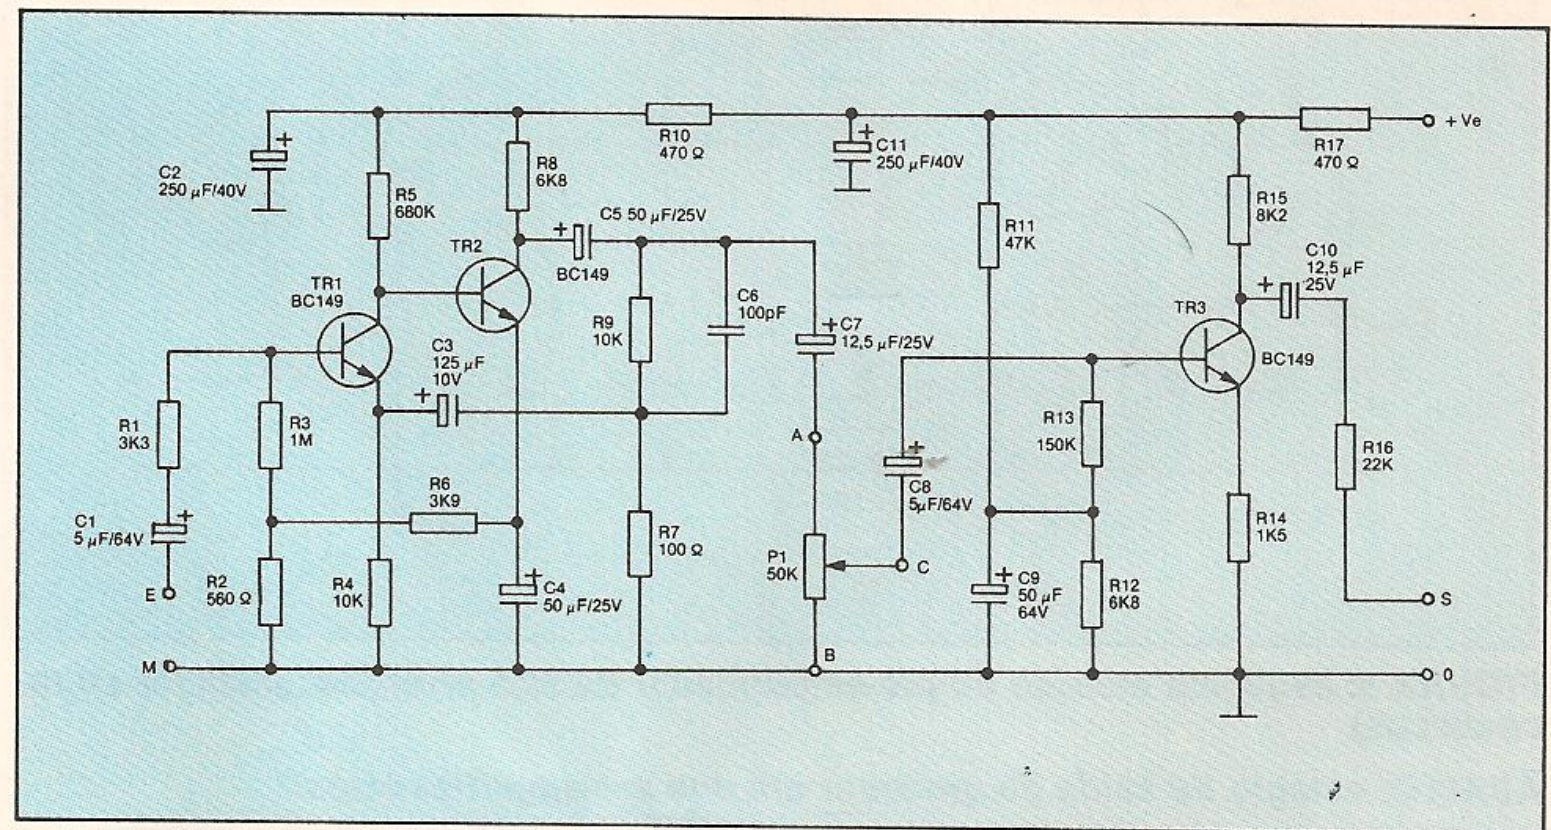 R10
470 Ω
+ Ve
R17
470 Ω
C2
250 µF/40V
R5
680K
R8
6K8
C11
250 µF/40V
R15
8K2
C5 50 µF/25V
R11
47K
TR2
BC149
C10
12,5 µF
25V
TR1
BC149
C6
100pF
R9
10K
C7
12,5 µF/25V
TR3
BC149
C3
125 µF
10V
R1
3K3
R3
1M
A
R13
150K
R16
22K
R6
3K9
C8
5µF/64V
C1
5 µF/64V
R7
100 Ω
R14
1K5
P1
50K
C
R2
560 Ω
R4
10K
C4
50 µF/25V
C9
50 µF
64V
R12
6K8
E
S
M
B
0